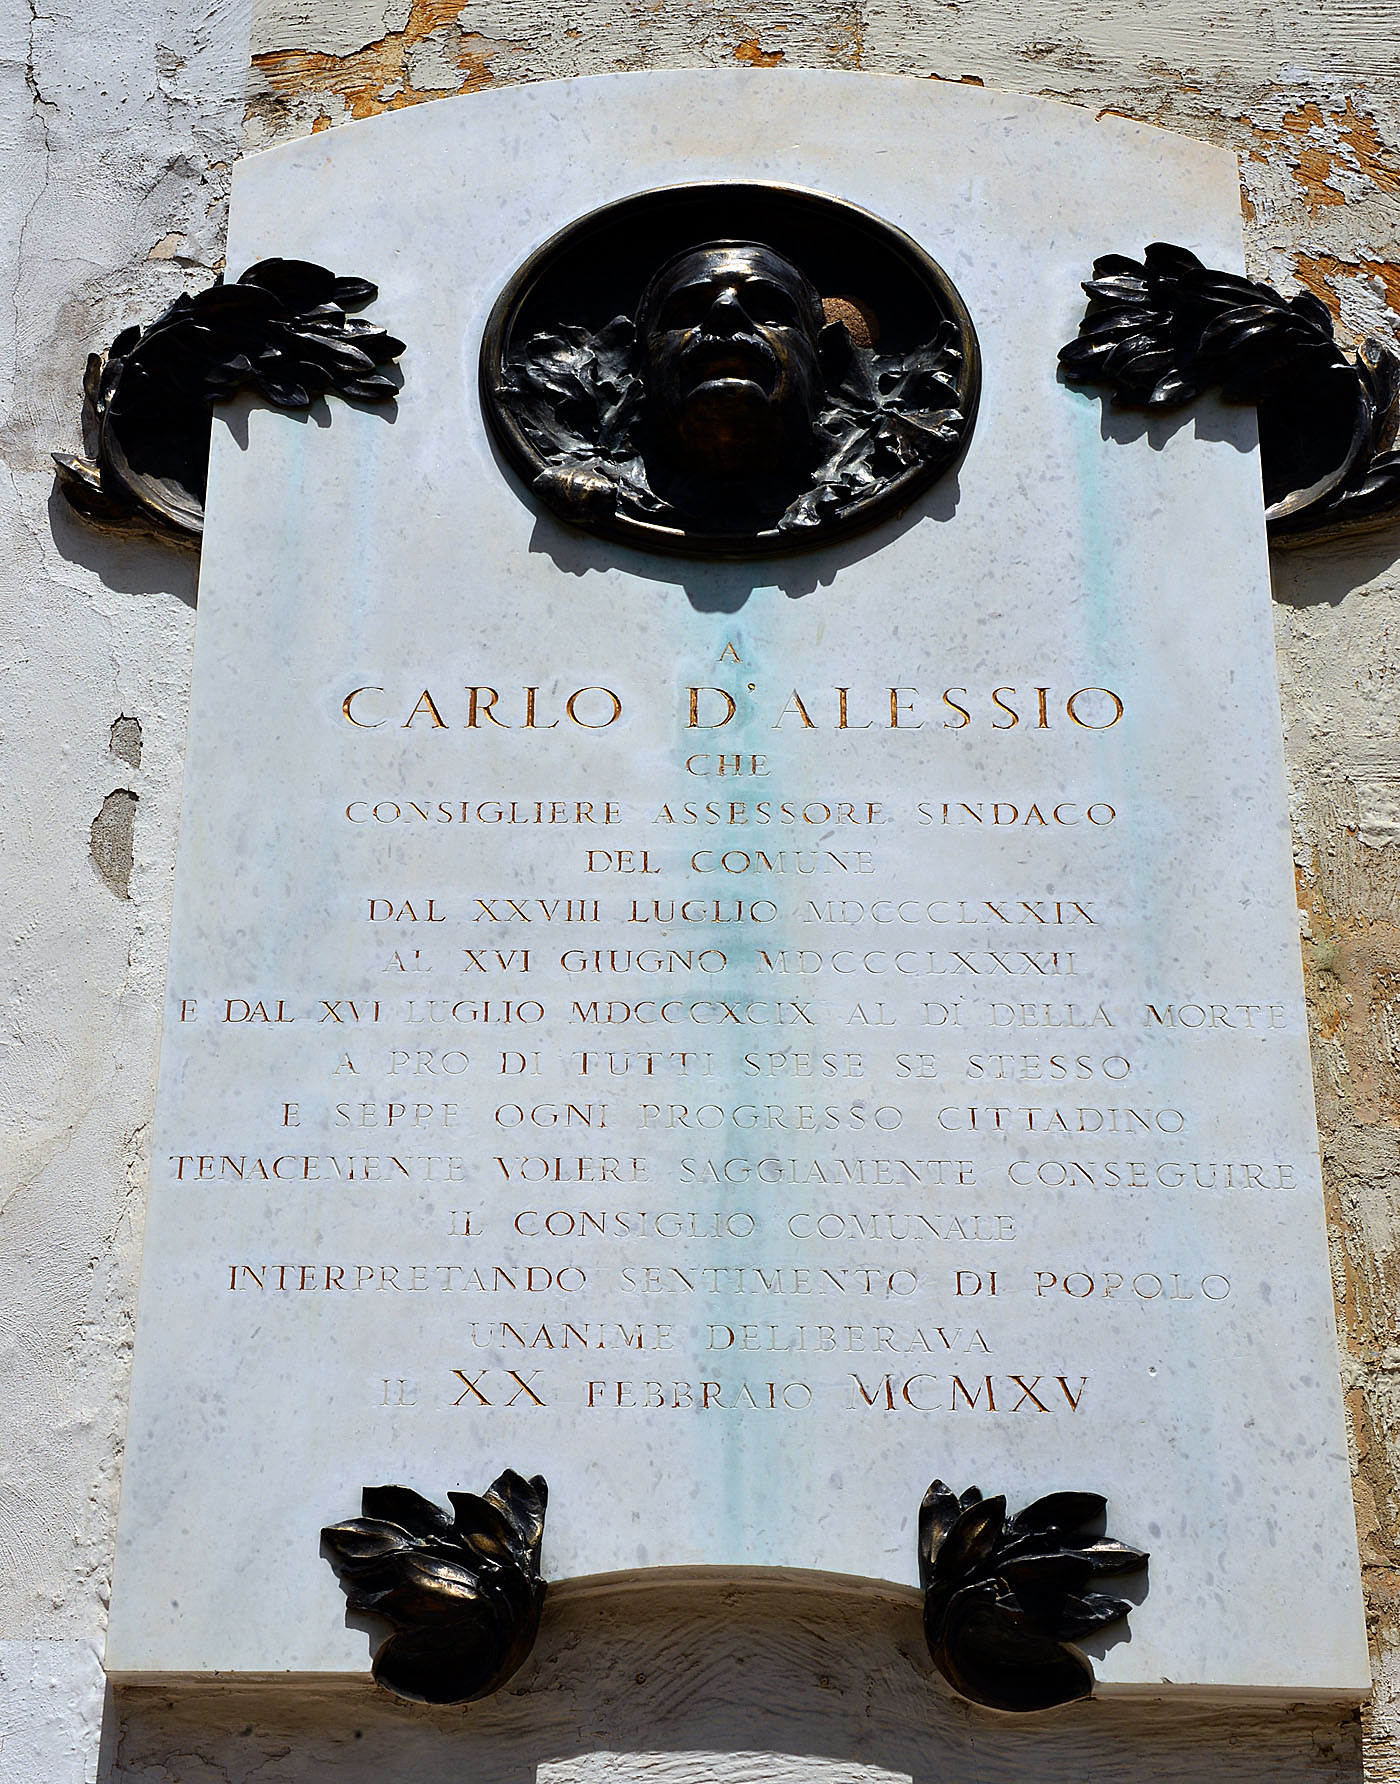 A
CARLO D'ALESSIO
CHE
CONSIGLIERE ASSESSORE SINDACO
DEL COMUNE
DAL XXVIII LUGLIO MDCCCLXXIX
AL XVI GIUGNO MDCCCLXXXII
E DAL XVI LUGLIO MDCCCXCIX AL DÌ DELLA MORTE
A PRO DI TUTTI SPESE SE STESSO
E SEPPE OGNI PROGRESSO CITTADINO
TENACEMENTE VOLERE SAGGIAMENTE CONSEGUIRE
IL CONSIGLIO COMUNALE
INTERPRETANDO SENTIMENTO DI POPOLO
UNANIME DELIBERAVA
IL XX FEBBRAIO MCMXV